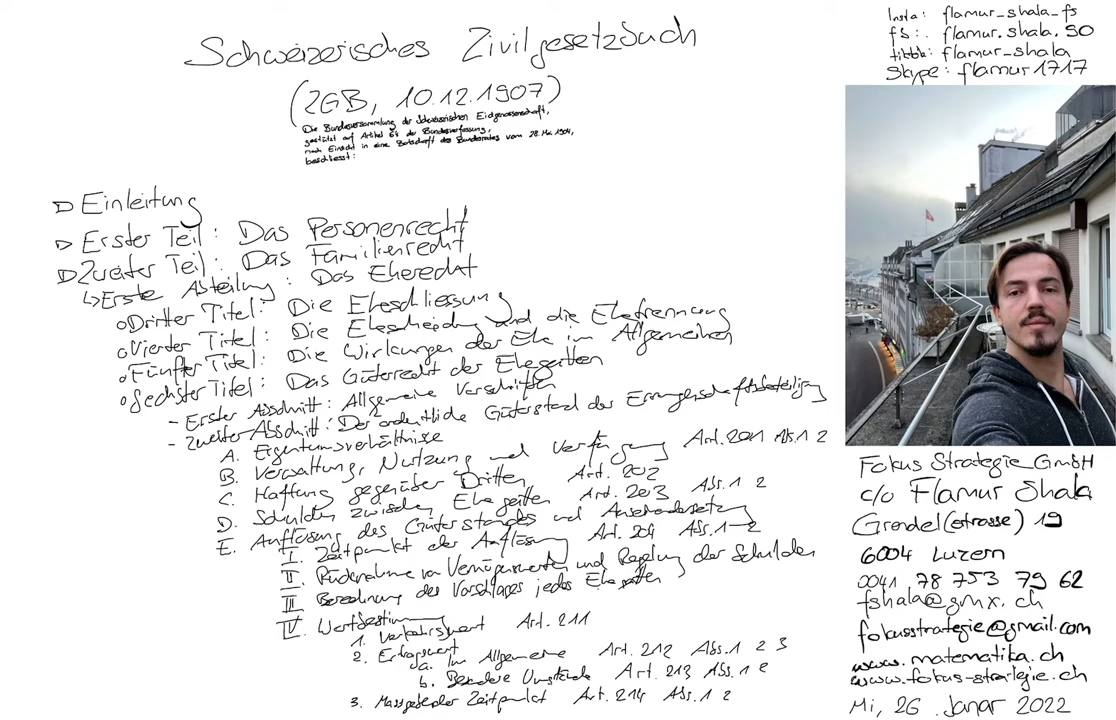 Schweizerisches Zivilgesetzbuch
(ZGB, 10.12.1907)
Die Bundesversammlung der Schweizerischen Eidgenossenschaft,
gestützt auf Artikel 64 der Bundesverfassung,
nach Einsicht in eine Botschaft des Bundesrates vom 28. Mai 1904,
beschliesst:
Einleitung
Erster Teil: Das Personenrecht
Zweiter Teil: Das Familienrecht
Erste Abteilung: Das Eherecht
Dritter Titel: Die Eheschliessung
Vierter Titel: Die Ehescheidung und die Ehetrennung
Fünfter Titel: Die Wirkungen der Ehe im Allgemeinen
Sechster Titel: Das Güterrecht der Ehegatten
- Erster Abschnitt: Allgemeine Vorschriften
- Zweiter Abschnitt: Der ordentliche Güterstand der Errungenschaftsbeteiligung
A. Eigentumsverhältnisse
B. Verwaltung, Nutzung und Verfügung Art. 201 Abs. 1 2
C. Haftung gegenüber Dritten Art. 202
D. Schulden zwischen Ehegatten Art. 203 Abs. 1 2
E. Auflösung des Güterstandes und Auseinandersetzung
I. Zeitpunkt der Auflösung Art. 204 Abs. 1 2
II. Rücknahme von Vermögenswerten und Regelung der Schulden
III. Berechnung des Vorschlages jedes Ehegatten
IV. Wertbestimmung
1. Verkehrswert Art. 211
2. Ertragswert
a. Im Allgemeine Art. 212 Abs. 1 2 3
b. Besondere Umstände Art. 213 Abs. 1 2
3. Massgebender Zeitpunkt Art. 214 Abs. 1 2
Insta: flamur_shala_fs
fs: flamur.shala.90
flamur_shala
Skype: flamur1717
Fokus Strategie GmbH
c/o Flamur Shala
Grendel(strasse) 19
6004 Luzern
0041 78 753 79 62
fshala@gmx.ch
fokusstrategie@gmail.com
www.matematika.ch
www.fokus-strategie.ch
Mi, 26. Janar 2022